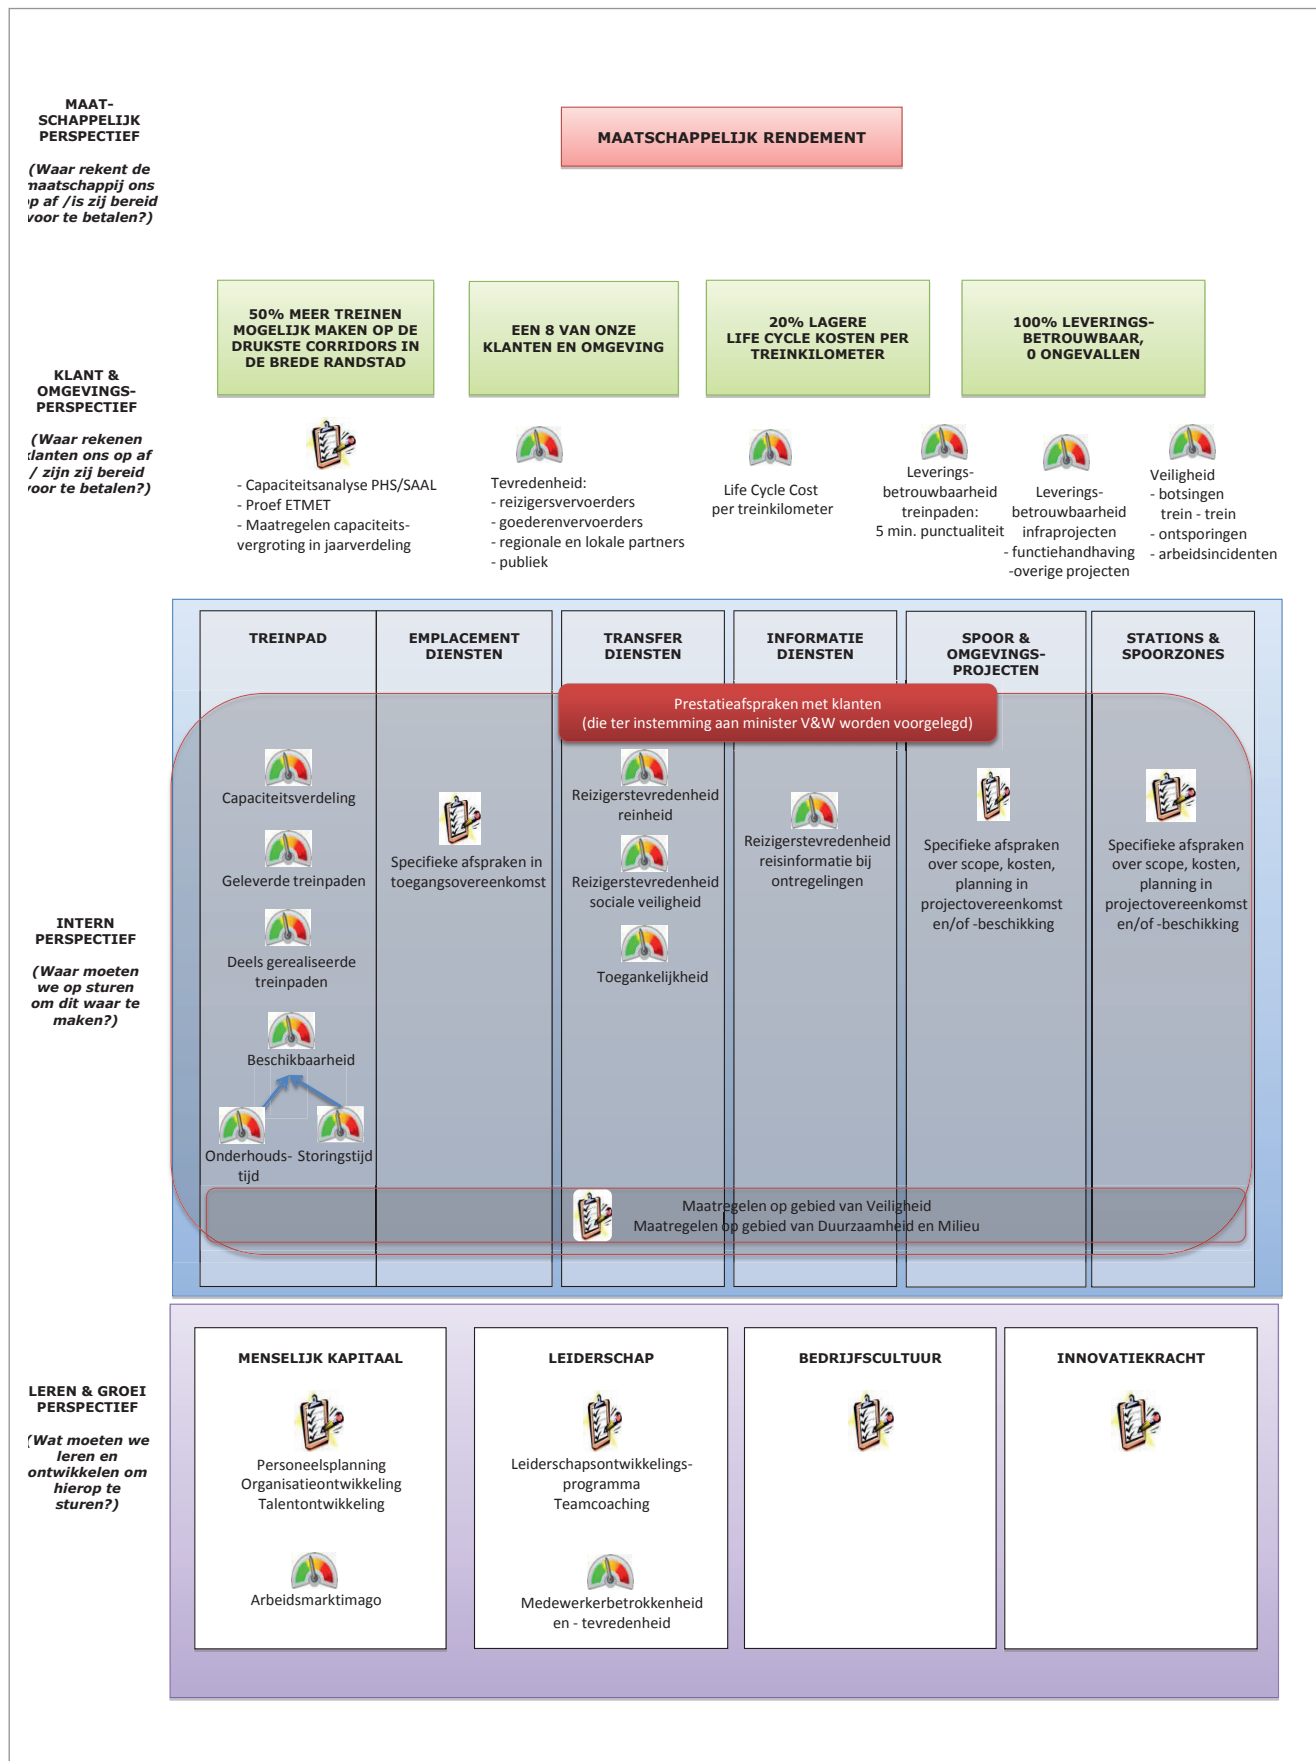 MAAT-
SCHAPPELIJK
PERSPECTIEF
(Waar rekent de
maatschappij ons
op af /is zij bereid
voor te betalen?)
MAATSCHAPPELIJK RENDEMENT
KLANT &
OMGEVINGS-
PERSPECTIEF
(Waar rekenen
klanten ons op af
/ zijn zij bereid
voor te betalen?)
50% MEER TREINEN
MOGELIJK MAKEN OP DE
DRUKSTE CORRIDORS IN
DE BREDE RANDSTAD
EEN 8 VAN ONZE
KLANTEN EN OMGEVING
20% LAGERE
LIFE CYCLE KOSTEN PER
TREINKILOMETER
100% LEVERINGS-
BETROUWBAAR,
0 ONGEVALLEN
- Capaciteitsanalyse PHS/SAAL
- Proef ETMET
- Maatregelen capaciteits-
vergroting in jaarverdeling
Tevredenheid:
- reizigersvervoerders
- goederenvervoerders
- regionale en lokale partners
- publiek
Life Cycle Cost
per treinkilometer
Leverings-
betrouwbaarheid
treinpaden:
5 min. punctualiteit
Leverings-
betrouwbaarheid
infraprojecten
- functiehandhaving
-overige projecten
Veiligheid
- botsingen
trein - trein
- ontsporingen
- arbeidsincidenten
INTERN
PERSPECTIEF
(Waar moeten
we op sturen
om dit waar te
maken?)
TREINPAD
EMPLACEMENT
DIENSTEN
TRANSFER
DIENSTEN
INFORMATIE
DIENSTEN
SPOOR &
OMGEVINGS-
PROJECTEN
STATIONS &
SPOORZONES
Prestatieafspraken met klanten
(die ter instemming aan minister V&W worden voorgelegd)
Capaciteitsverdeling
Geleverde treinpaden
Deels gerealiseerde
treinpaden
Beschikbaarheid
Onderhouds-
tijd
Storingstijd
Specifieke afspraken in
toegangsovereenkomst
Reizigerstevredenheid
reinheid
Reizigerstevredenheid
sociale veiligheid
Toegankelijkheid
Reizigerstevredenheid
reisinformatie bij
ontregelingen
Specifieke afspraken
over scope, kosten,
planning in
projectovereenkomst
en/of -beschikking
Specifieke afspraken
over scope, kosten,
planning in
projectovereenkomst
en/of -beschikking
Maatregelen op gebied van Veiligheid
Maatregelen op gebied van Duurzaamheid en Milieu
LEREN & GROEI
PERSPECTIEF
(Wat moeten we
leren en
ontwikkelen om
hierop te
sturen?)
MENSELIJK KAPITAAL
Personeelsplanning
Organisatieontwikkeling
Talentontwikkeling
Arbeidsmarktimago
LEIDERSCHAP
Leiderschapsontwikkelings-
programma
Teamcoaching
Medewerkerbetrokkenheid
en - tevredenheid
BEDRIJFSCULTUUR
INNOVATIEKRACHT